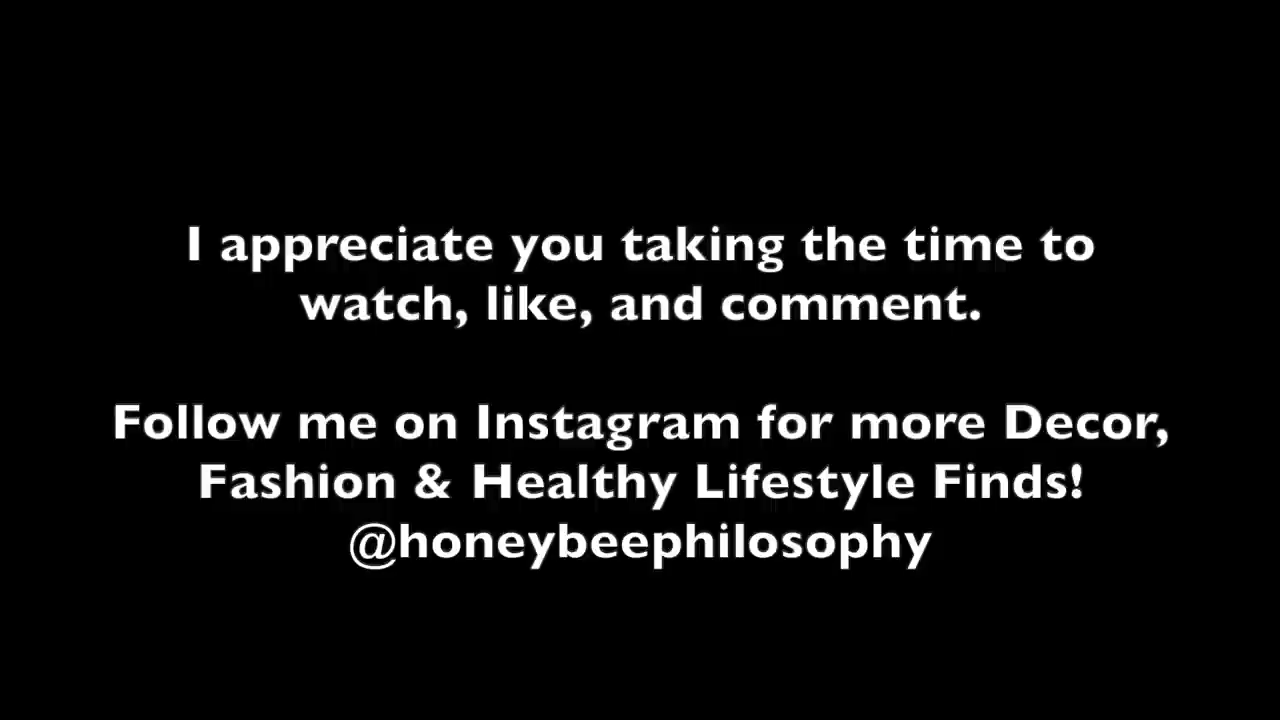 I appreciate you taking the time to
watch, like, and comment.
Follow me on Instagram for more Decor,
Fashion & Healthy Lifestyle Finds!
@honeybeephilosophy